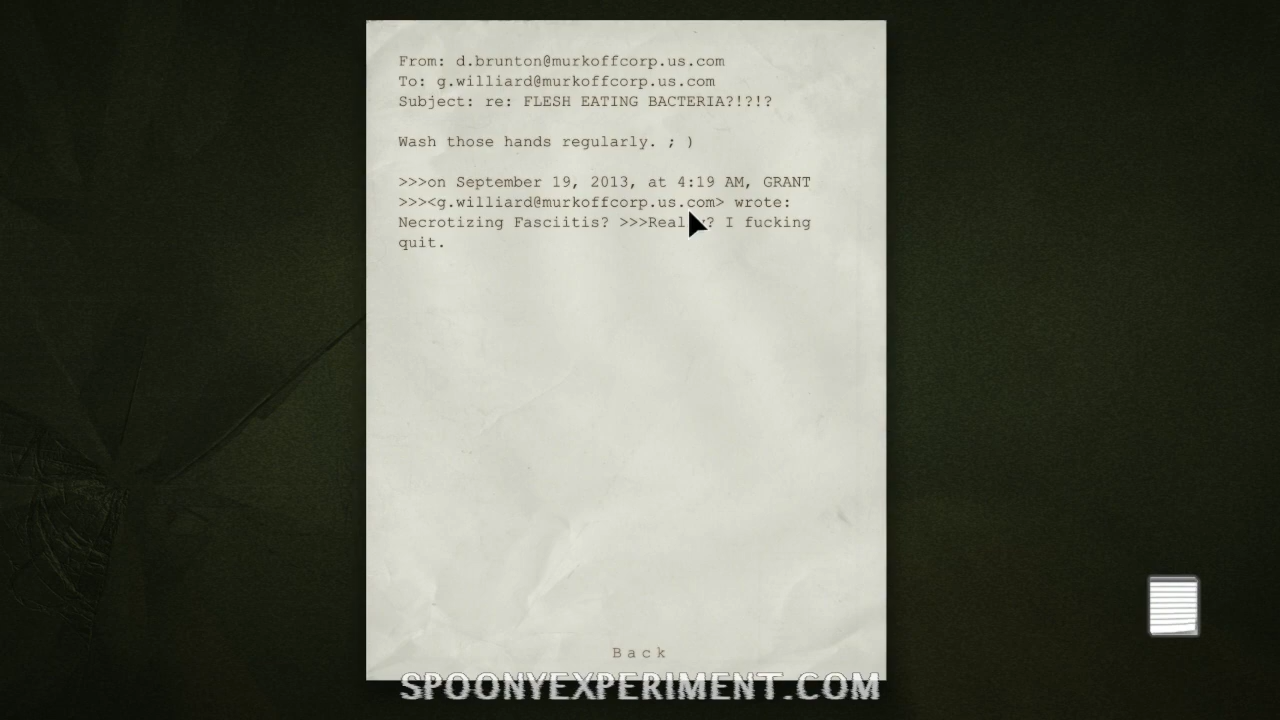 From: d.brunton@murkoffcorp.us.com
To: g.williard@murkoffcorp.us.com
Subject: re: FLESH EATING BACTERIA?!?!?
Wash those hands regularly. ; )
>>>on September 19, 2013, at 4:19 AM, GRANT
>>><g.williard@murkoffcorp.us.com> wrote:
Necrotizing Fasciitis? >>>Really? I fucking
quit.
Back
SPOONYEXPERIMENT.COM